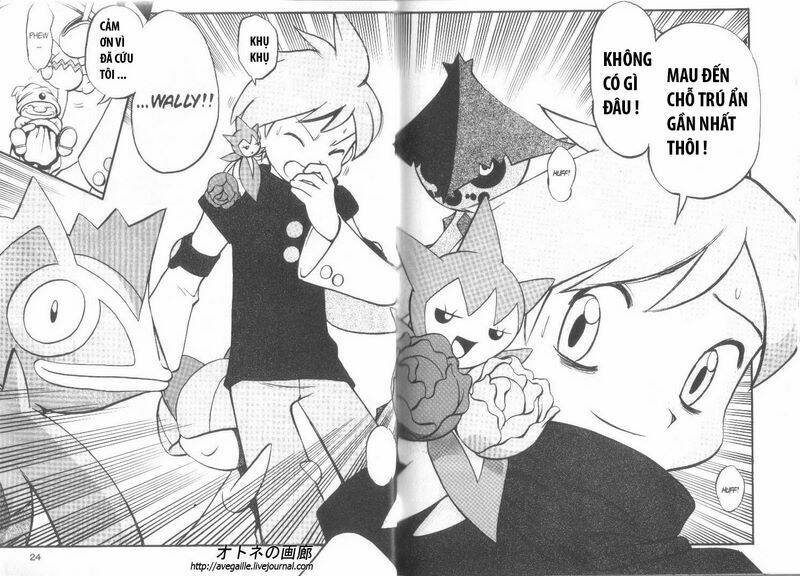 PHEW
...
CẢM
ƠN VÌ
ĐÃ CỨU
TÔI ...
...WALLY!!
KHỤ
KHỤ
HUFF!
KHÔNG
CÓ GÌ
ĐÂU !
MAU ĐẾN
CHỖ TRÚ ẨN
GẦN NHẤT
THÔI !
HUFF!
24
オトネの画廊
http://avegaille.livejournal.com